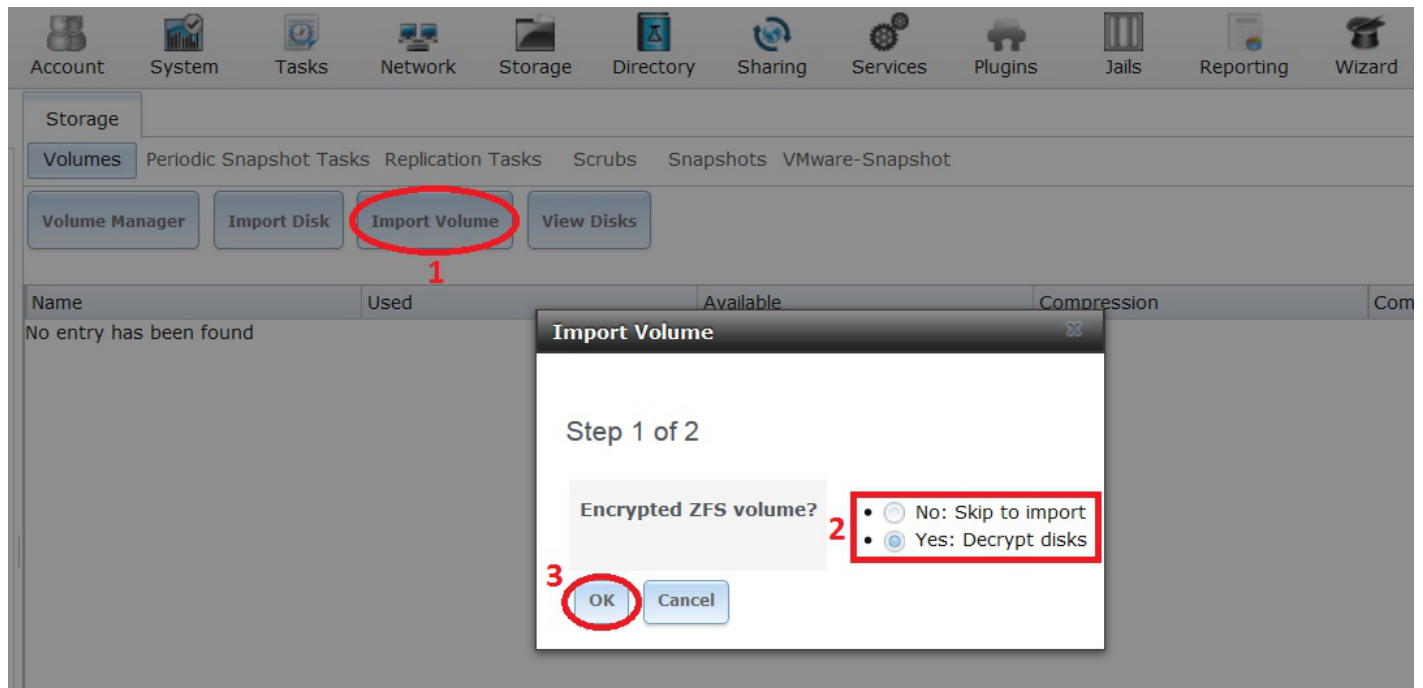 Account System Tasks Network Storage Directory Sharing Services Plugins Jails Reporting Wizard
Storage
Volumes Periodic Snapshot Tasks Replication Tasks Scrubs Snapshots VMware-Snapshot
Volume Manager Import Disk Import Volume View Disks
1
Name Used Available Compression Com
No entry has been found
Import Volume
Step 1 of 2
Encrypted ZFS volume?
2
• No: Skip to import
• Yes: Decrypt disks
3
OK Cancel